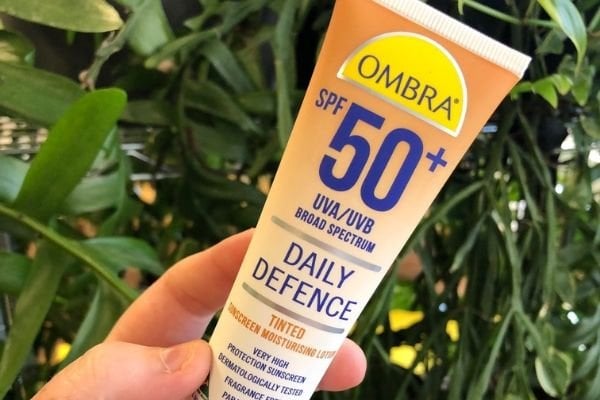 OMBRA®
SPF
50+
UVA/UVB
BROAD SPECTRUM
DAILY
DEFENCE
TINTED
SUNSCREEN MOISTURISING LOTION
VERY HIGH
PROTECTION SUNSCREEN
DERMATOLOGICALLY TESTED
FRAGRANCE